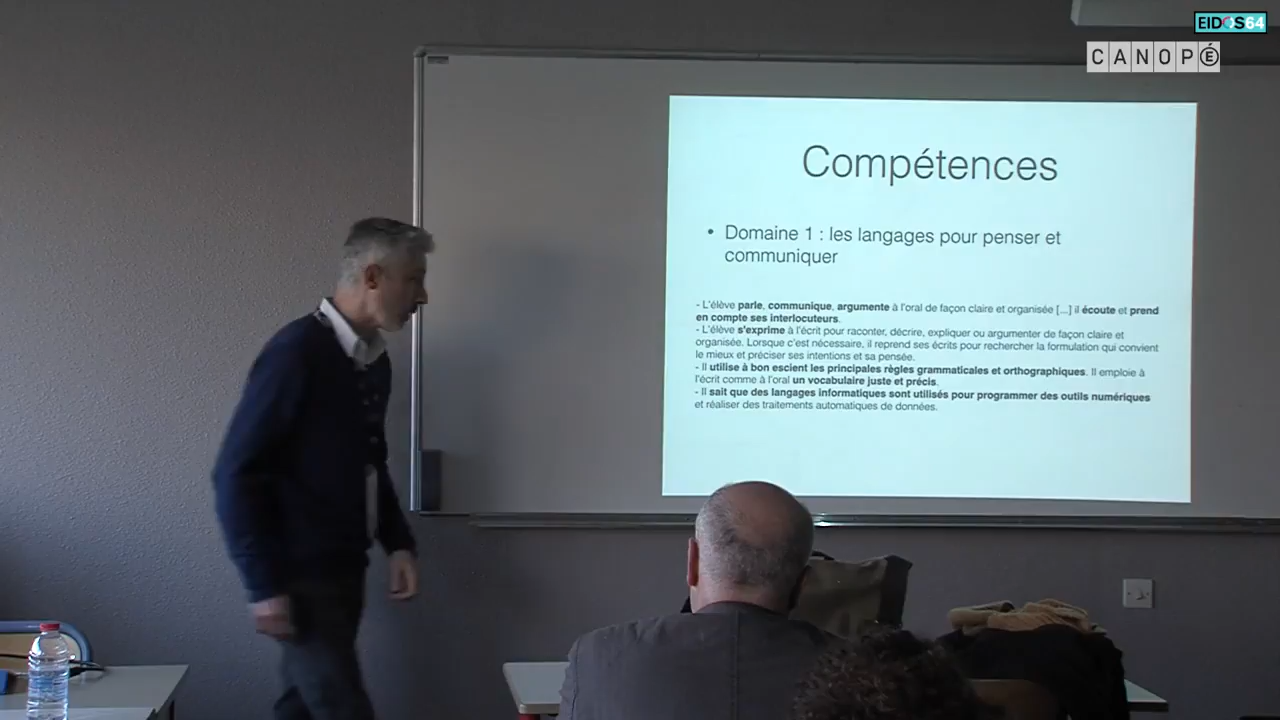 EIDOS64
CANOPÉ
Compétences
• Domaine 1 : les langages pour penser et
communiquer
- L'élève parle, communique, argumente à l'oral de façon claire et organisée [...] il écoute et prend
en compte ses interlocuteurs.
- L'élève s'exprime à l'écrit pour raconter, décrire, expliquer ou argumenter de façon claire et
organisée. Lorsque c'est nécessaire, il reprend ses écrits pour rechercher la formulation qui convient
le mieux et préciser ses intentions et sa pensée.
- Il utilise à bon escient les principales règles grammaticales et orthographiques. Il emploie à
l'écrit comme à l'oral un vocabulaire juste et précis.
- Il sait que des langages informatiques sont utilisés pour programmer des outils numériques
et réaliser des traitements automatiques de données.